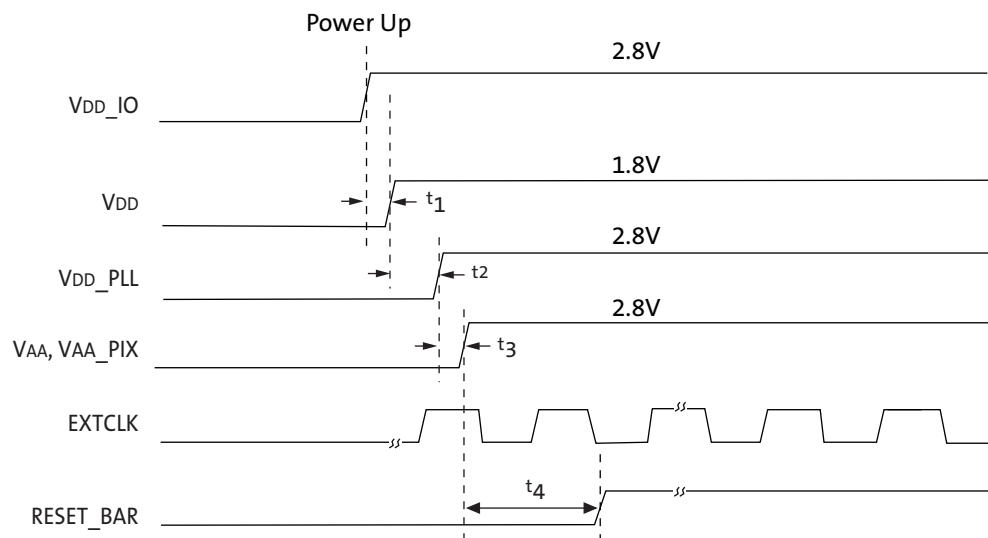 Power Up
2.8V
VDD_IO
1.8V
VDD
t1
2.8V
VDD_PLL
t2
2.8V
VAA, VAA_PIX
t3
EXTCLK
t4
RESET_BAR